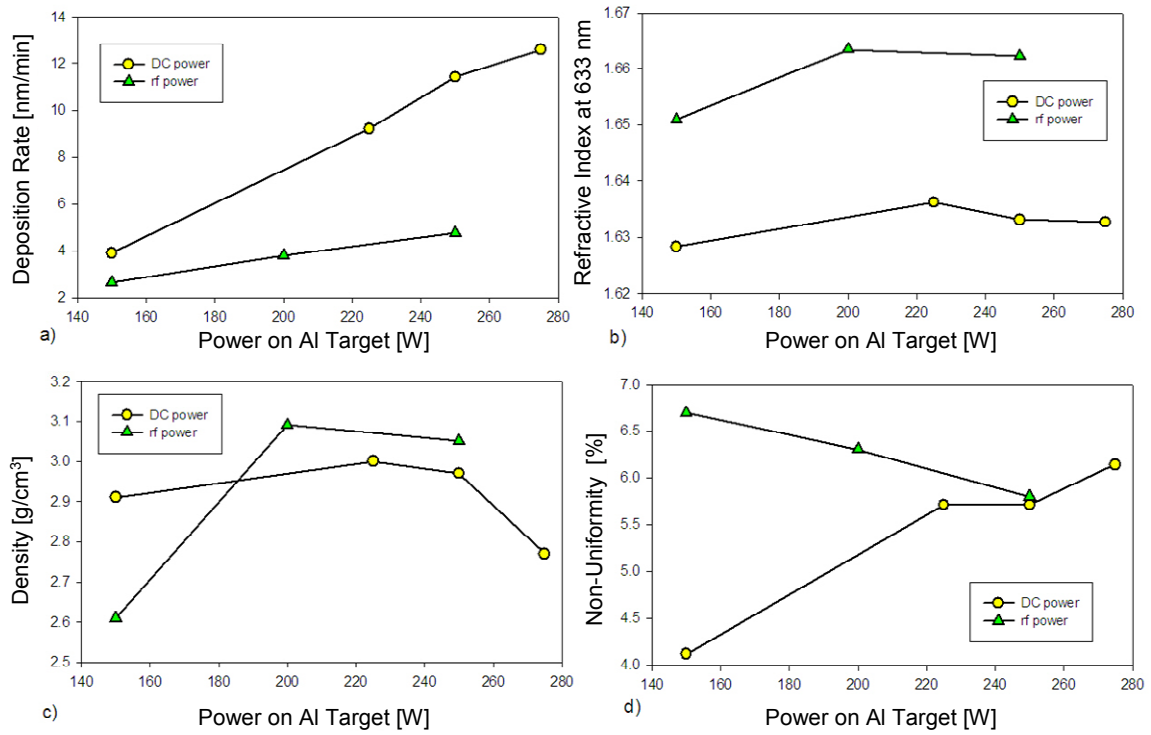 14
12
10
8
6
4
2
Deposition Rate [nm/min]
DC power
rf power
140 160 180 200 220 240 260 280
a)
Power on Al Target [W]
1.67
1.66
1.65
1.64
1.63
1.62
Refractive Index at 633 nm
DC power
rf power
140 160 180 200 220 240 260 280
b)
Power on Al Target [W]
3.2
3.1
3.0
2.9
2.8
2.7
2.6
2.5
Density [g/cm³]
DC power
rf power
140 160 180 200 220 240 260 280
c)
Power on Al Target [W]
7.0
6.5
6.0
5.5
5.0
4.5
4.0
Non-Uniformity [%]
DC power
rf power
140 160 180 200 220 240 260 280
d)
Power on Al Target [W]